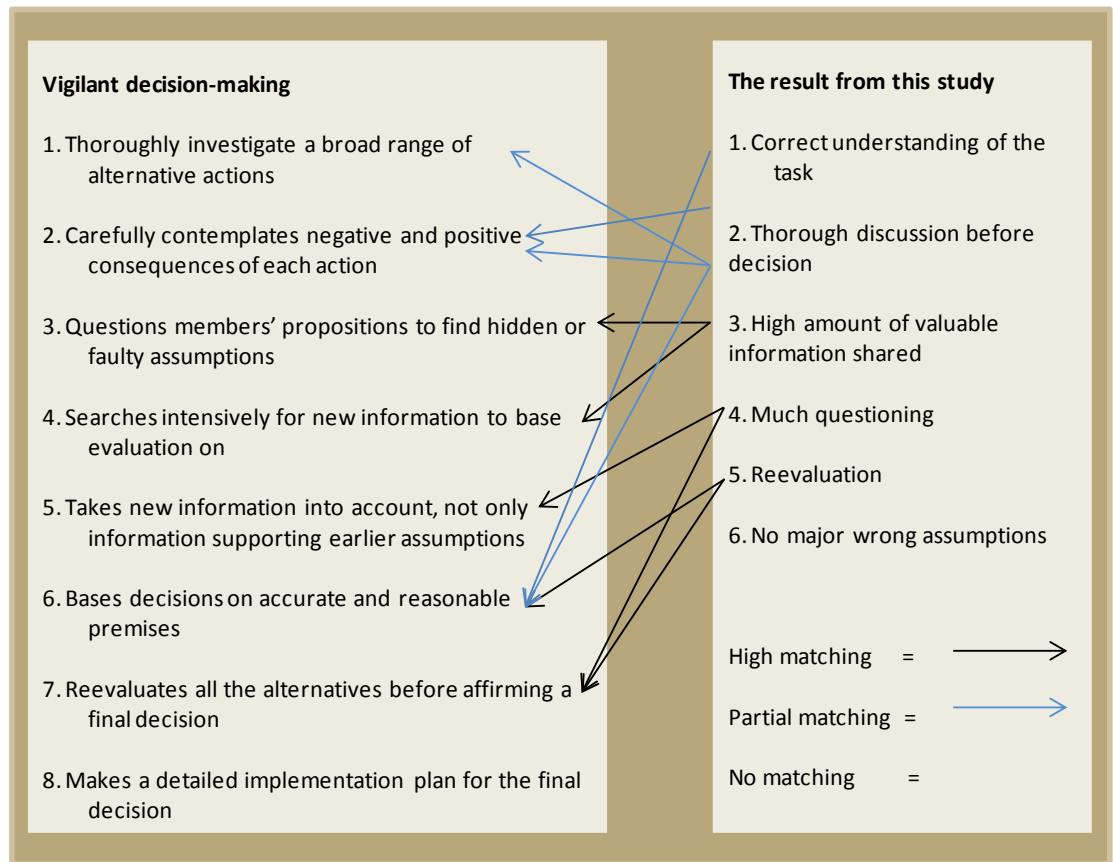 Vigilant decision-making
1. Thoroughly investigate a broad range of
alternative actions
2. Carefully contemplates negative and positive
consequences of each action
3. Questions members’ propositions to find hidden or
faulty assumptions
4. Searches intensively for new information to base
evaluation on
5. Takes new information into account, not only
information supporting earlier assumptions
6. Bases decisions on accurate and reasonable
premises
7. Reevaluates all the alternatives before affirming a
final decision
8. Makes a detailed implementation plan for the final
decision
The result from this study
1. Correct understanding of the
task
2. Thorough discussion before
decision
3. High amount of valuable
information shared
4. Much questioning
5. Reevaluation
6. No major wrong assumptions
High matching =
Partial matching =
No matching =